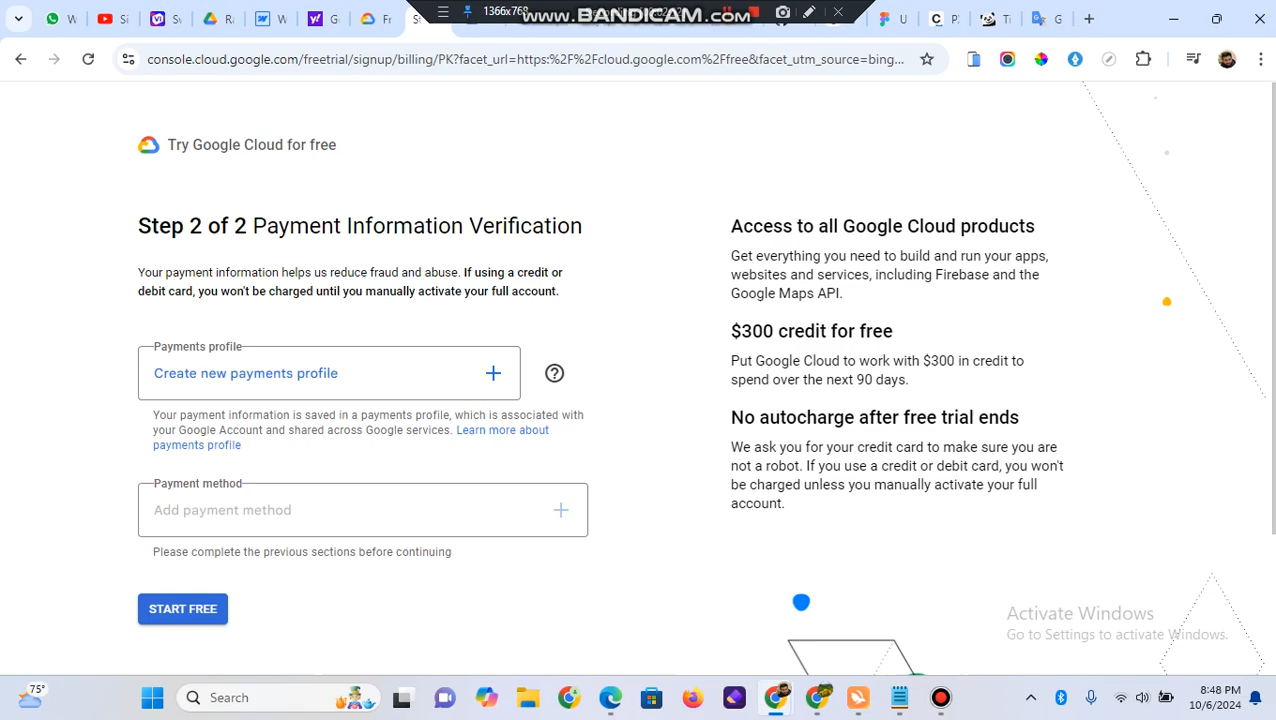 1366x768
www.BANDICAM.com
console.cloud.google.com/freetrial/signup/billing/PK?facet_url=https:%2F%2Fcloud.google.com%2Ffree&facet_utm_source=bing...
Try Google Cloud for free
Step 2 of 2 Payment Information Verification
Your payment information helps us reduce fraud and abuse. If using a credit or
debit card, you won't be charged until you manually activate your full account.
Payments profile
Create new payments profile
Your payment information is saved in a payments profile, which is associated with
your Google Account and shared across Google services. Learn more about
payments profile
Payment method
Add payment method
Please complete the previous sections before continuing
START FREE
Access to all Google Cloud products
Get everything you need to build and run your apps,
websites and services, including Firebase and the
Google Maps API.
$300 credit for free
Put Google Cloud to work with $300 in credit to
spend over the next 90 days.
No autocharge after free trial ends
We ask you for your credit card to make sure you are
not a robot. If you use a credit or debit card, you won't
be charged unless you manually activate your full
account.
Activate Windows
Go to Settings to activate Windows.
75°
Search
8:48 PM
10/6/2024